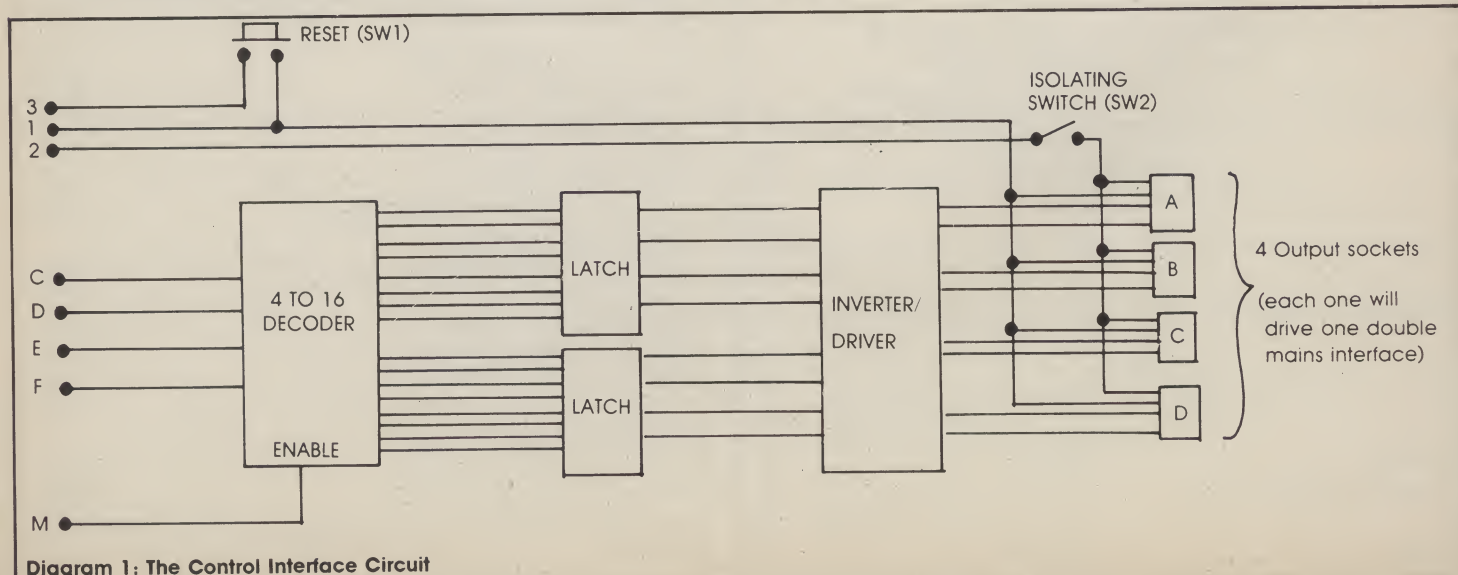 RESET (SW1)
ISOLATING
SWITCH (SW2)
3
1
2
A
B
C
D
4 Output sockets
(each one will
drive one double
mains interface)
C
D
E
F
4 TO 16
DECODER
ENABLE
LATCH
LATCH
INVERTER/
DRIVER
M
Diagram 1: The Control Interface Circuit